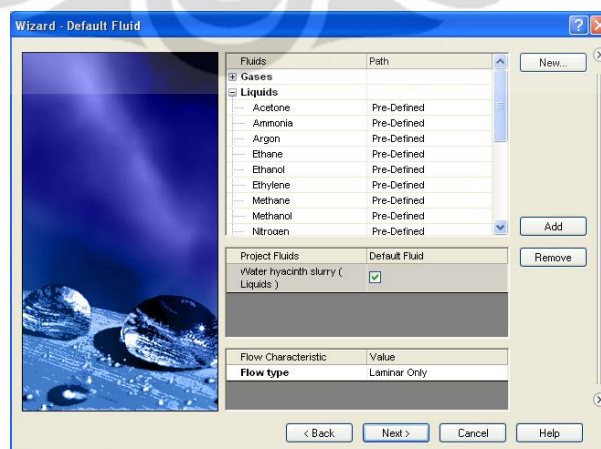 Wizard - Default Fluid
Fluids Path
New...
Gases
Liquids
Acetone Pre-Defined
Ammonia Pre-Defined
Argon Pre-Defined
Ethane Pre-Defined
Ethanol Pre-Defined
Ethylene Pre-Defined
Methane Pre-Defined
Methanol Pre-Defined
Nitrogen Pre-Defined
Add
Project Fluids Default Fluid
Remove
Water hyacinth slurry (
Liquids )
Flow Characteristic Value
Flow type Laminar Only
< Back Next > Cancel Help